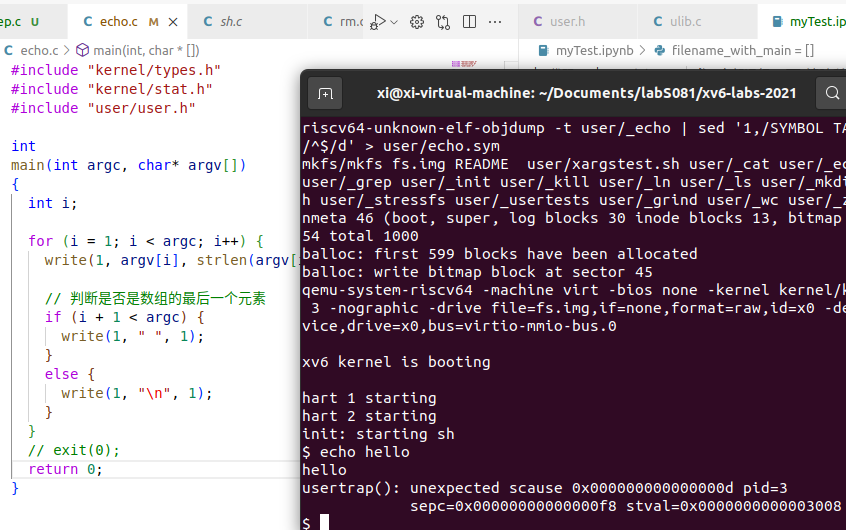 ep.c U
echo.c M
sh.c
rm.c
user.h
ulib.c
myTest.ip
echo.c > main(int, char * [])
myTest.ipynb > filename_with_main = []
#include "kernel/types.h"
#include "kernel/stat.h"
#include "user/user.h"
int
main(int argc, char* argv[])
{
int i;
for (i = 1; i < argc; i++) {
write(1, argv[i], strlen(argv[
// 判断是否是数组的最后一个元素
if (i + 1 < argc) {
write(1, " ", 1);
}
else {
write(1, "\n", 1);
}
}
// exit(0);
return 0;
}
xi@xi-virtual-machine: ~/Documents/labS081/xv6-labs-2021
riscv64-unknown-elf-objdump -t user/_echo | sed '1,/SYMBOL TA
/^$/d' > user/echo.sym
mkfs/mkfs fs.img README user/xargstest.sh user/_cat user/_ec
user/_grep user/_init user/_kill user/_ln user/_ls user/_mkdi
h user/_stressfs user/_usertests user/_grind user/_wc user/_z
nmeta 46 (boot, super, log blocks 30 inode blocks 13, bitmap
54 total 1000
balloc: first 599 blocks have been allocated
balloc: write bitmap block at sector 45
qemu-system-riscv64 -machine virt -bios none -kernel kernel/k
3 -nographic -drive file=fs.img,if=none,format=raw,id=x0 -de
vice,drive=x0,bus=virtio-mmio-bus.0
xv6 kernel is booting
hart 1 starting
hart 2 starting
init: starting sh
$ echo hello
hello
usertrap(): unexpected scause 0x000000000000000d pid=3
sepc=0x00000000000000f8 stval=0x0000000000003008
$